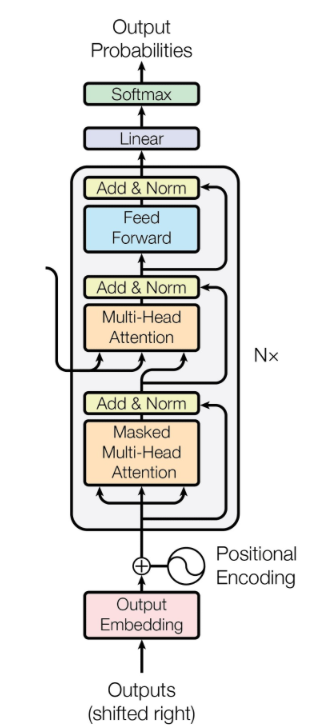 Output
Probabilities
Softmax
Linear
Add & Norm
Feed
Forward
Add & Norm
Multi-Head
Attention
N×
Add & Norm
Masked
Multi-Head
Attention
Positional
Encoding
Output
Embedding
Outputs
(shifted right)